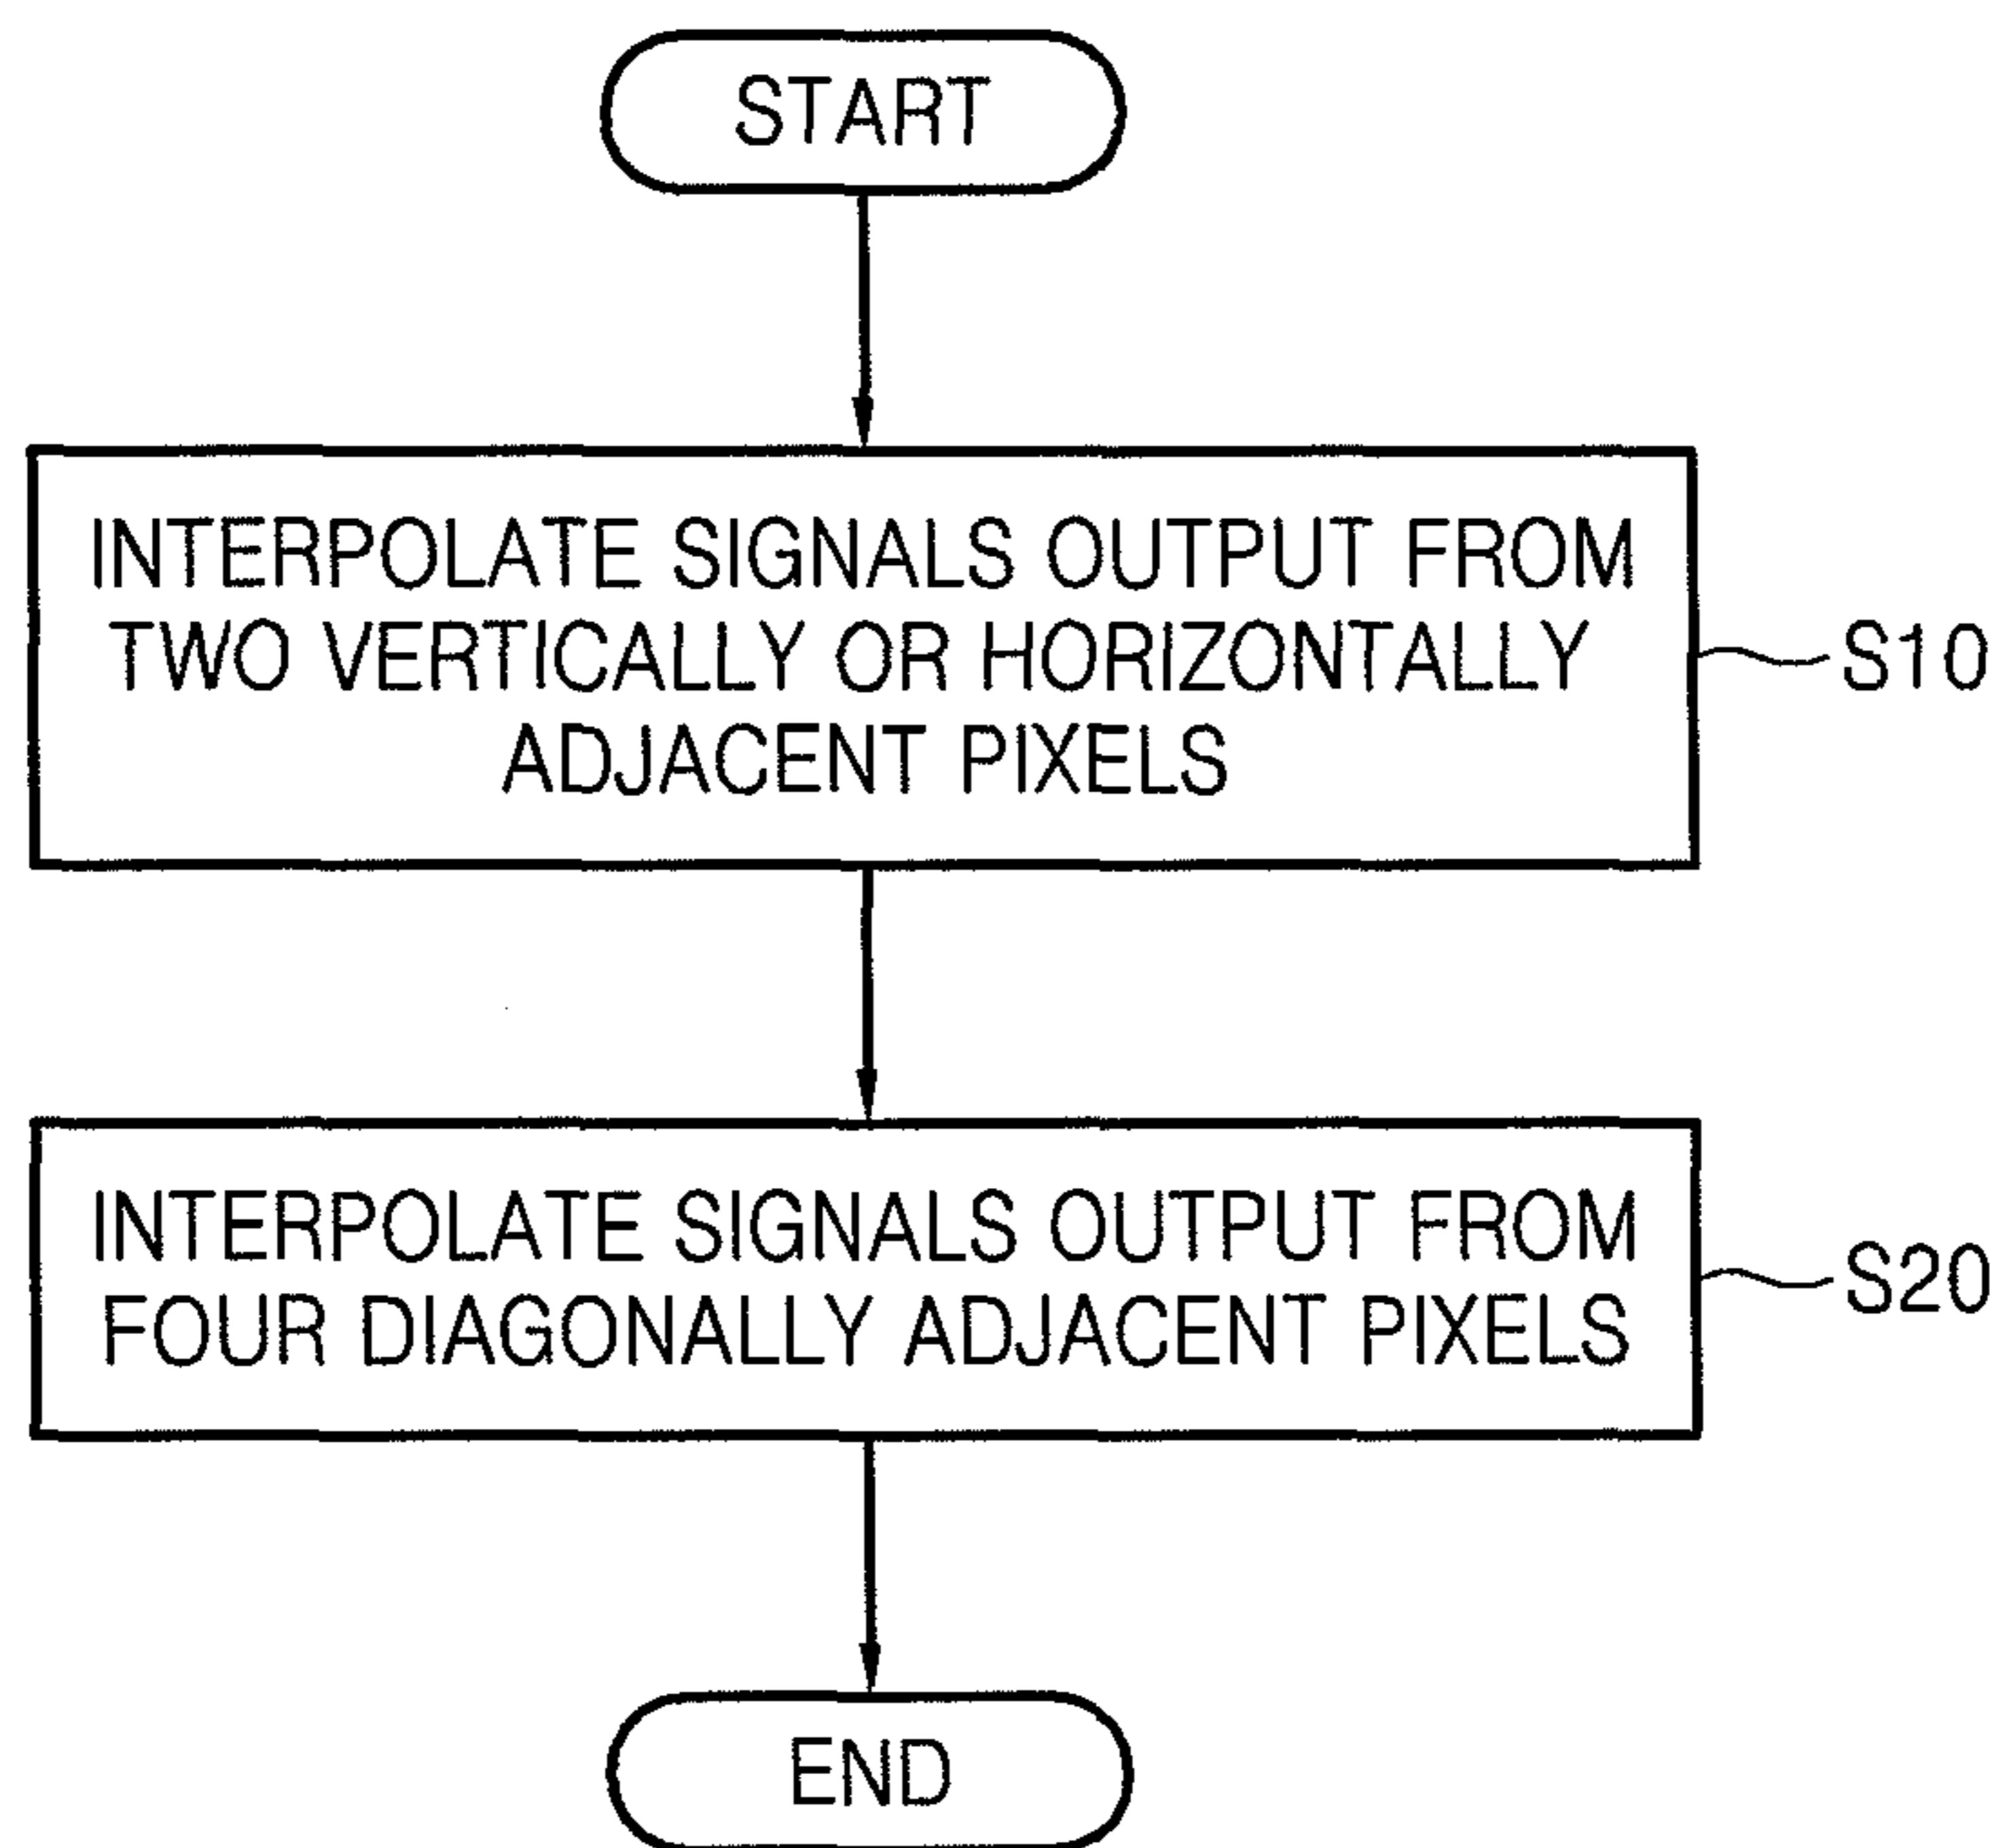 START
INTERPOLATE SIGNALS OUTPUT FROM
TWO VERTICALLY OR HORIZONTALLY
ADJACENT PIXELS
S10
INTERPOLATE SIGNALS OUTPUT FROM
FOUR DIAGONALLY ADJACENT PIXELS
S20
END